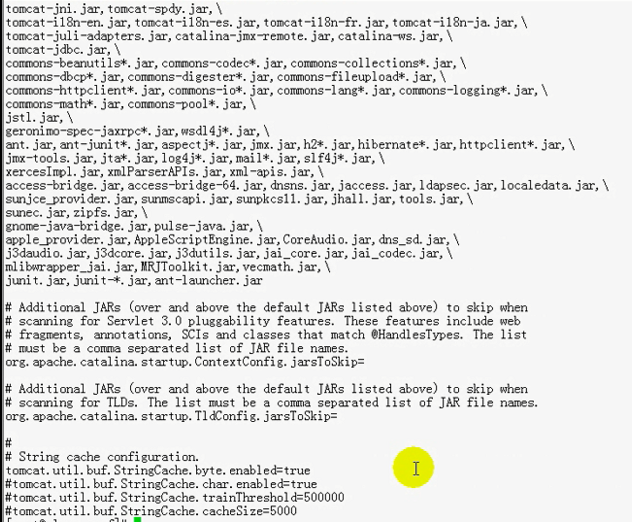 tomcat-jni.jar,tomcat-spdy.jar,\
tomcat-i18n-en.jar,tomcat-i18n-es.jar,tomcat-i18n-fr.jar,tomcat-i18n-ja.jar,\
tomcat-juli-adapters.jar,catalina-jmx-remote.jar,catalina-ws.jar,\
tomcat-jdbc.jar,\
commons-beanutils*.jar,commons-codec*.jar,commons-collections*.jar,\
commons-dbcp*.jar,commons-digester*.jar,commons-fileupload*.jar,\
commons-httpclient*.jar,commons-io*.jar,commons-lang*.jar,commons-logging*.jar,\
commons-math*.jar,commons-pool*.jar,\
jstl.jar,\
geronimo-spec-jaxrpc*.jar,wsdl4j*.jar,\
ant.jar,ant-junit*.jar,aspectj*.jar,jmx.jar,h2*.jar,hibernate*.jar,httpclient*.jar,\
jmx-tools.jar,jta*.jar,log4j*.jar,mail*.jar,slf4j*.jar,\
xercesImpl.jar,xmlParserAPIs.jar,xml-apis.jar,\
access-bridge.jar,access-bridge-64.jar,dnsns.jar,jaccess.jar,ldapsec.jar,localedata.jar,\
sunjce_provider.jar,sunmscapi.jar,sunpkcs11.jar,jhall.jar,tools.jar,\
sunec.jar,zipfs.jar,\
gnome-java-bridge.jar,pulse-java.jar,\
apple_provider.jar,AppleScriptEngine.jar,CoreAudio.jar,dns_sd.jar,\
j3daudio.jar,j3dcore.jar,j3dutils.jar,jai_core.jar,jai_codec.jar,\
mlibwrapper_jai.jar,MRJToolkit.jar,vecmath.jar,\
junit.jar,junit-*.jar,ant-launcher.jar
# Additional JARs (over and above the default JARs listed above) to skip when
# scanning for Servlet 3.0 pluggability features. These features include web
# fragments, annotations, SCIs and classes that match @HandlesTypes. The list
# must be a comma separated list of JAR file names.
org.apache.catalina.startup.ContextConfig.jarsToSkip=
# Additional JARs (over and above the default JARs listed above) to skip when
# scanning for TLDs. The list must be a comma separated list of JAR file names.
org.apache.catalina.startup.TldConfig.jarsToSkip=
#
# String cache configuration.
tomcat.util.buf.StringCache.byte.enabled=true
#tomcat.util.buf.StringCache.char.enabled=true
#tomcat.util.buf.StringCache.trainThreshold=500000
#tomcat.util.buf.StringCache.cacheSize=5000